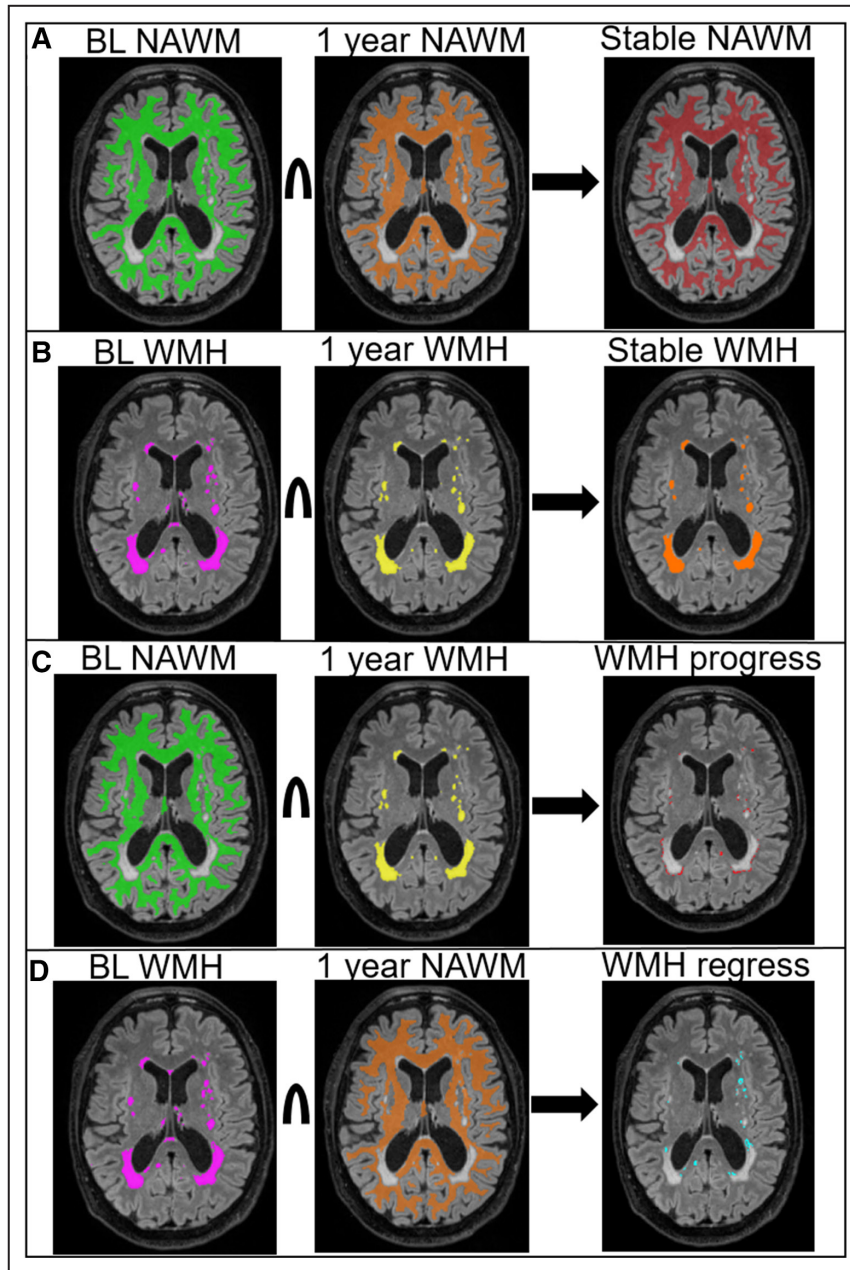 A BL NAWM 1 year NAWM Stable NAWM
B BL WMH 1 year WMH Stable WMH
C BL NAWM 1 year WMH WMH progress
D BL WMH 1 year NAWM WMH regress